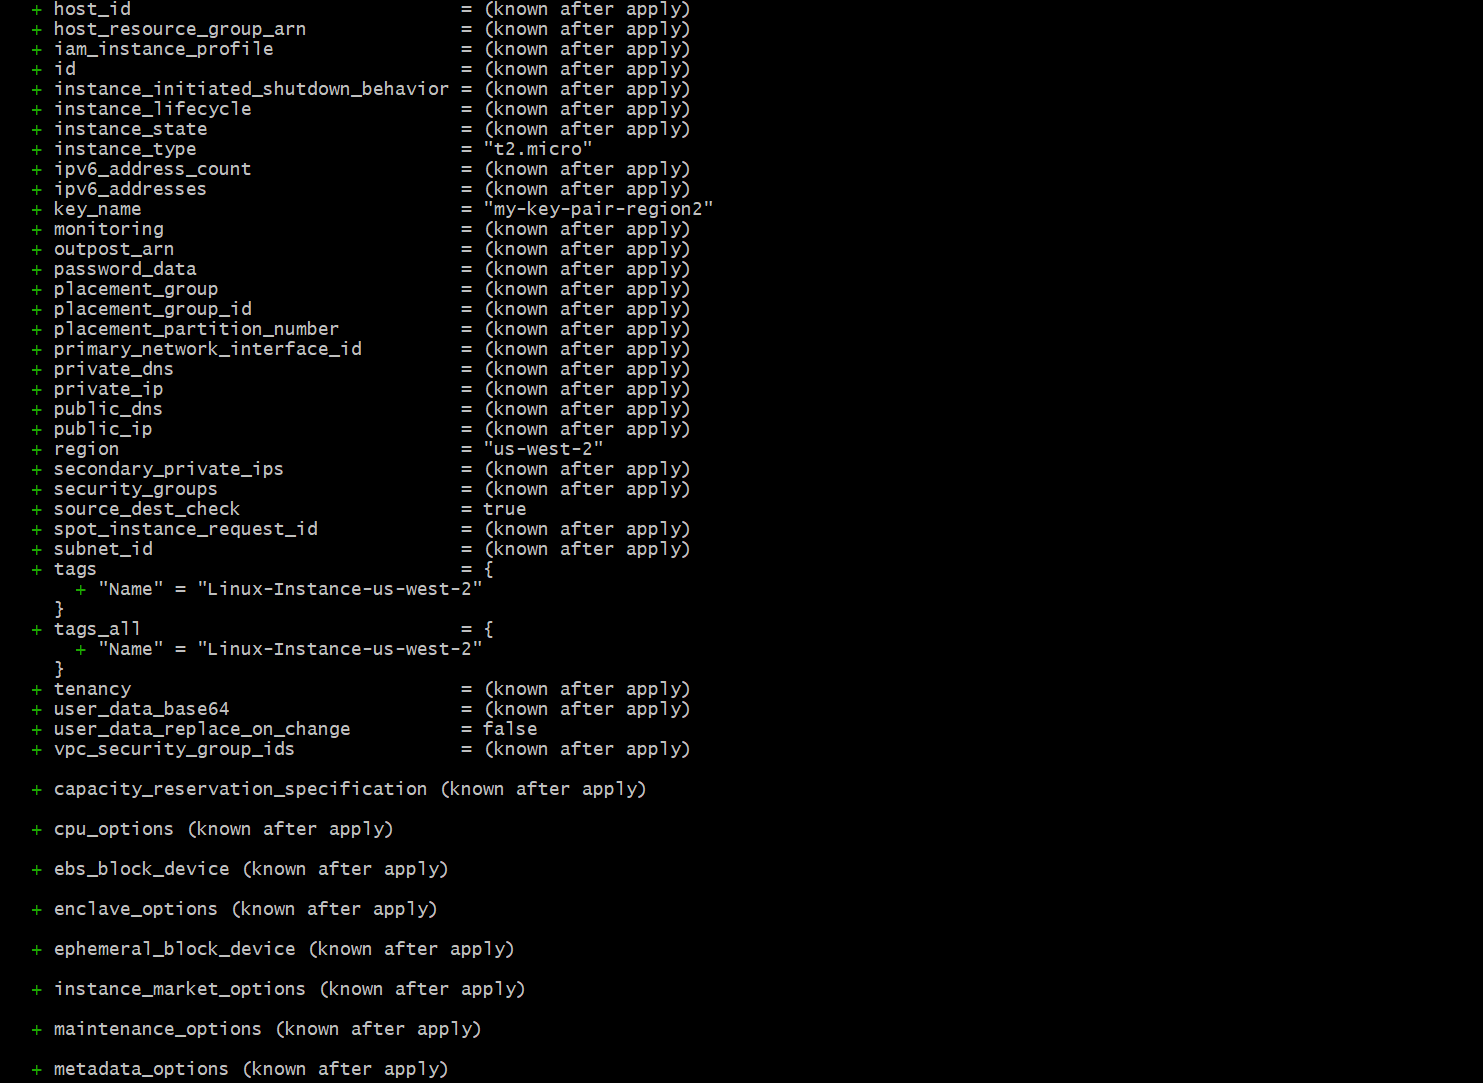 + host_id                              = (known after apply)
+ host_resource_group_arn              = (known after apply)
+ iam_instance_profile                 = (known after apply)
+ id                                   = (known after apply)
+ instance_initiated_shutdown_behavior = (known after apply)
+ instance_lifecycle                   = (known after apply)
+ instance_state                       = (known after apply)
+ instance_type                        = "t2.micro"
+ ipv6_address_count                   = (known after apply)
+ ipv6_addresses                       = (known after apply)
+ key_name                             = "my-key-pair-region2"
+ monitoring                           = (known after apply)
+ outpost_arn                          = (known after apply)
+ password_data                        = (known after apply)
+ placement_group                      = (known after apply)
+ placement_group_id                   = (known after apply)
+ placement_partition_number           = (known after apply)
+ primary_network_interface_id         = (known after apply)
+ private_dns                          = (known after apply)
+ private_ip                           = (known after apply)
+ public_dns                           = (known after apply)
+ public_ip                            = (known after apply)
+ region                               = "us-west-2"
+ secondary_private_ips                = (known after apply)
+ security_groups                      = (known after apply)
+ source_dest_check                    = true
+ spot_instance_request_id             = (known after apply)
+ subnet_id                            = (known after apply)
+ tags                                 = {
    + "Name" = "Linux-Instance-us-west-2"
  }
+ tags_all                             = {
    + "Name" = "Linux-Instance-us-west-2"
  }
+ tenancy                              = (known after apply)
+ user_data_base64                     = (known after apply)
+ user_data_replace_on_change          = false
+ vpc_security_group_ids               = (known after apply)
+ capacity_reservation_specification (known after apply)
+ cpu_options (known after apply)
+ ebs_block_device (known after apply)
+ enclave_options (known after apply)
+ ephemeral_block_device (known after apply)
+ instance_market_options (known after apply)
+ maintenance_options (known after apply)
+ metadata_options (known after apply)